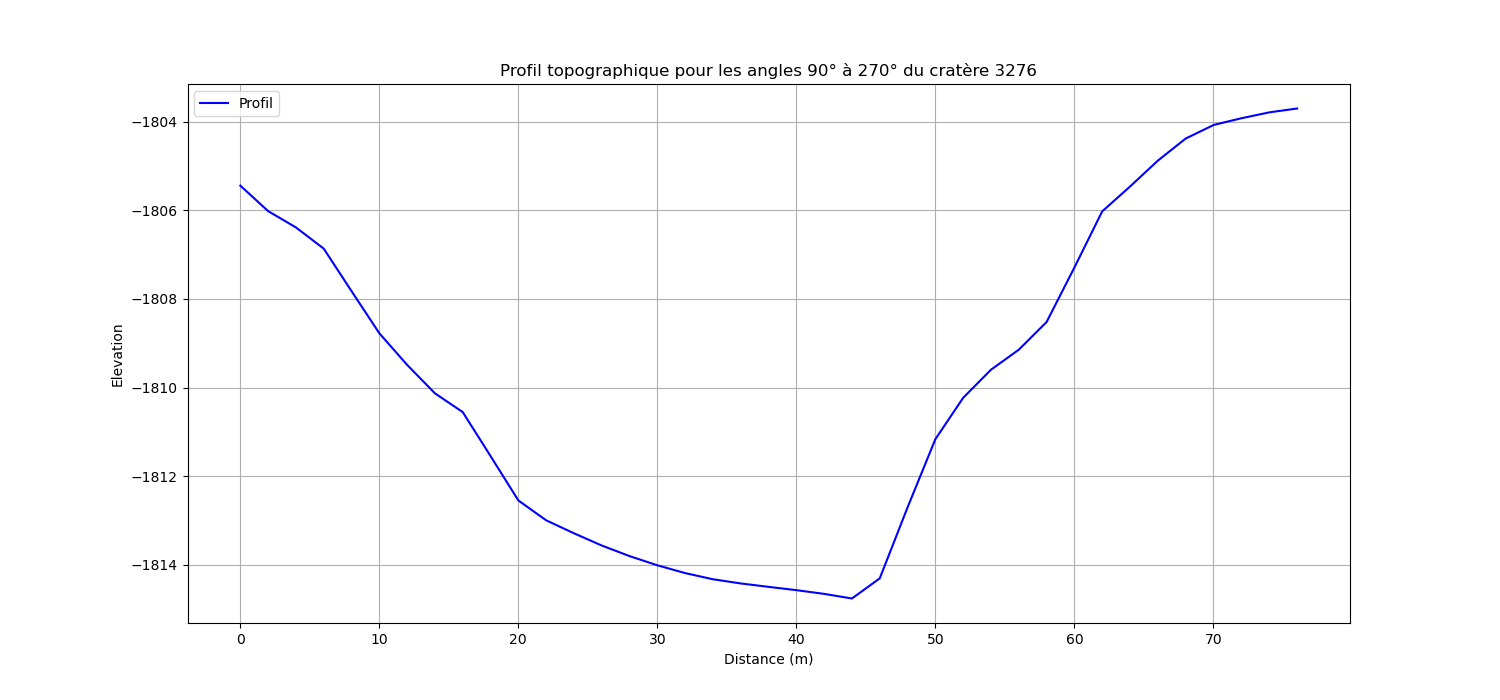 Profil topographique pour les angles 90° à 270° du cratère 3276
Profil
−1804
−1806
−1808
−1810
−1812
−1814
Elevation
0 10 20 30 40 50 60 70
Distance (m)